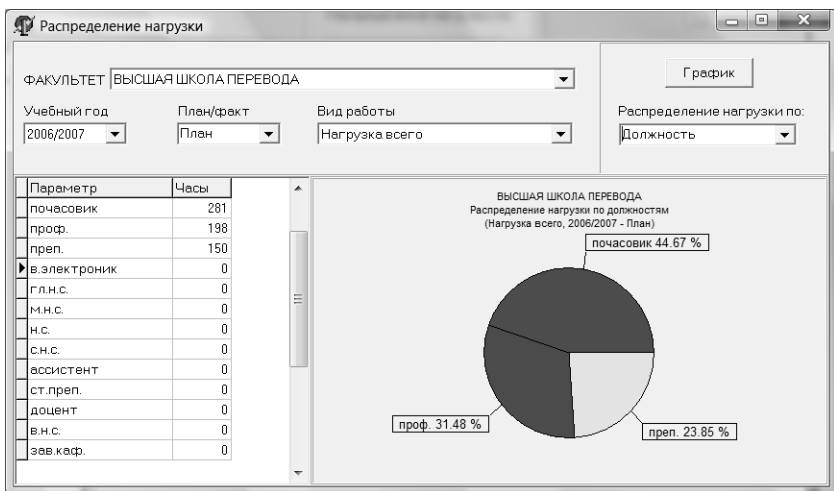 Распределение нагрузки
ФАКУЛЬТЕТ ВЫСШАЯ ШКОЛА ПЕРЕВОДА
График
Учебный год План/факт Вид работы Распределение нагрузки по:
2006/2007 План Нагрузка всего Должность
Параметр Часы
почасовик 281
проф. 198
преп. 150
в.электроник 0
гл.н.с. 0
м.н.с. 0
н.с. 0
с.н.с. 0
ассистент 0
ст.преп. 0
доцент 0
в.н.с. 0
зав.каф. 0
ВЫСШАЯ ШКОЛА ПЕРЕВОДА
Распределение нагрузки по должностям
(Нагрузка всего, 2006/2007 - План)
почасовик 44.67 %
проф. 31.48 %
преп. 23.85 %